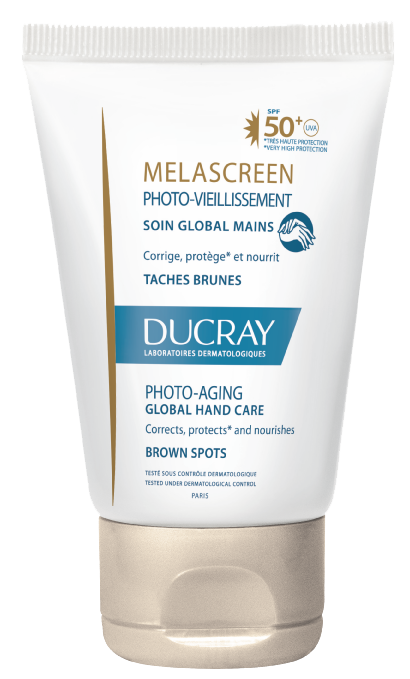 SPF
50+ UVA
*TRÈS HAUTE PROTECTION
*VERY HIGH PROTECTION
MELASCREEN
PHOTO-VIEILLISSEMENT
SOIN GLOBAL MAINS
Corrige, protège* et nourrit
TACHES BRUNES
DUCRAY
LABORATOIRES DERMATOLOGIQUES
PHOTO-AGING
GLOBAL HAND CARE
Corrects, protects* and nourishes
BROWN SPOTS
TESTÉ SOUS CONTRÔLE DERMATOLOGIQUE
TESTED UNDER DERMATOLOGICAL CONTROL
PARIS